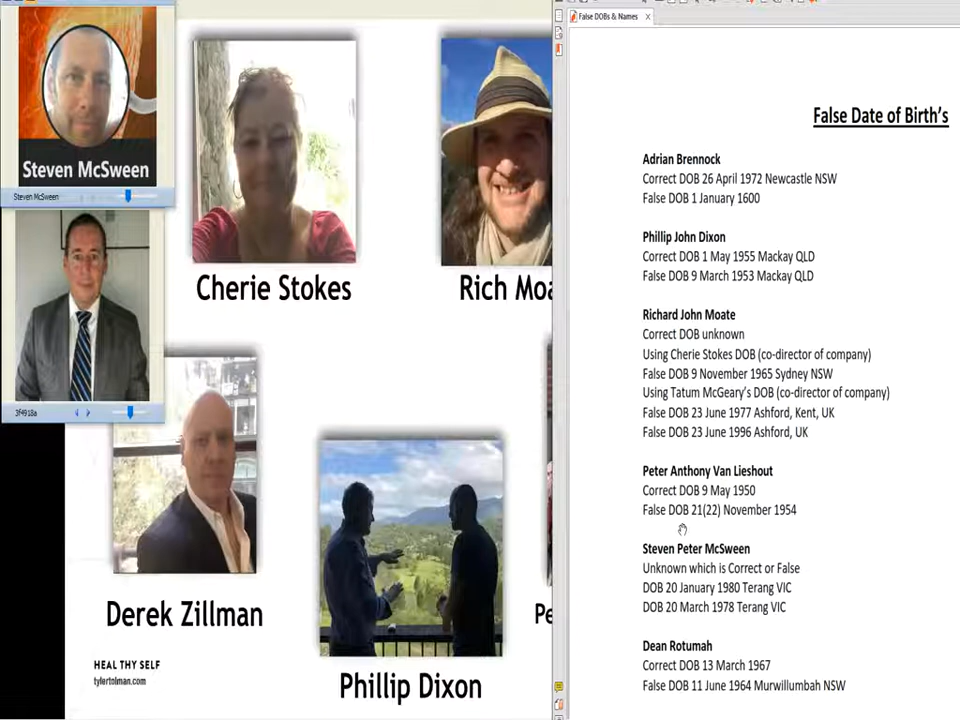 Steven McSween
Steven McSween
3f4918a
Cherie Stokes
Rich Moa
Derek Zillman
Phillip Dixon
Pe
HEAL THY SELF
tylertolman.com
False DOBs & Names
False Date of Birth's
Adrian Brennock
Correct DOB 26 April 1972 Newcastle NSW
False DOB 1 January 1600
Phillip John Dixon
Correct DOB 1 May 1955 Mackay QLD
False DOB 9 March 1953 Mackay QLD
Richard John Moate
Correct DOB unknown
Using Cherie Stokes DOB (co-director of company)
False DOB 9 November 1965 Sydney NSW
Using Tatum McGeary's DOB (co-director of company)
False DOB 23 June 1977 Ashford, Kent, UK
False DOB 23 June 1996 Ashford, UK
Peter Anthony Van Lieshout
Correct DOB 9 May 1950
False DOB 21(22) November 1954
Steven Peter McSween
Unknown which is Correct or False
DOB 20 January 1980 Terang VIC
DOB 20 March 1978 Terang VIC
Dean Rotumah
Correct DOB 13 March 1967
False DOB 11 June 1964 Murwillumbah NSW